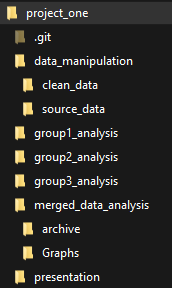 project_one
.git
data_manipulation
clean_data
source_data
group1_analysis
group2_analysis
group3_analysis
merged_data_analysis
archive
Graphs
presentation